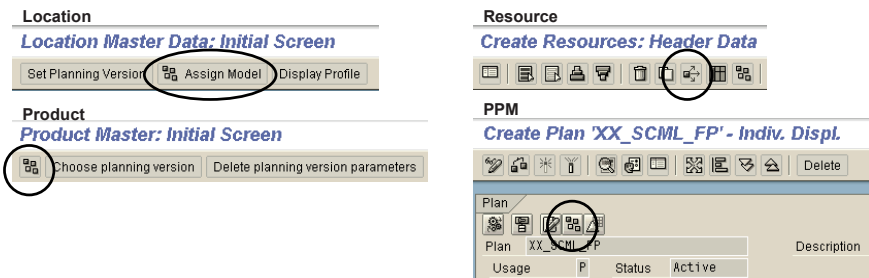 Location
Location Master Data: Initial Screen
Set Planning Version Assign Model Display Profile
Product
Product Master: Initial Screen
Choose planning version Delete planning version parameters
Resource
Create Resources: Header Data
PPM
Create Plan 'XX_SCML_FP' - Indiv. Displ.
Delete
Plan
Plan XX_SCML_FP Description
Usage P Status Active